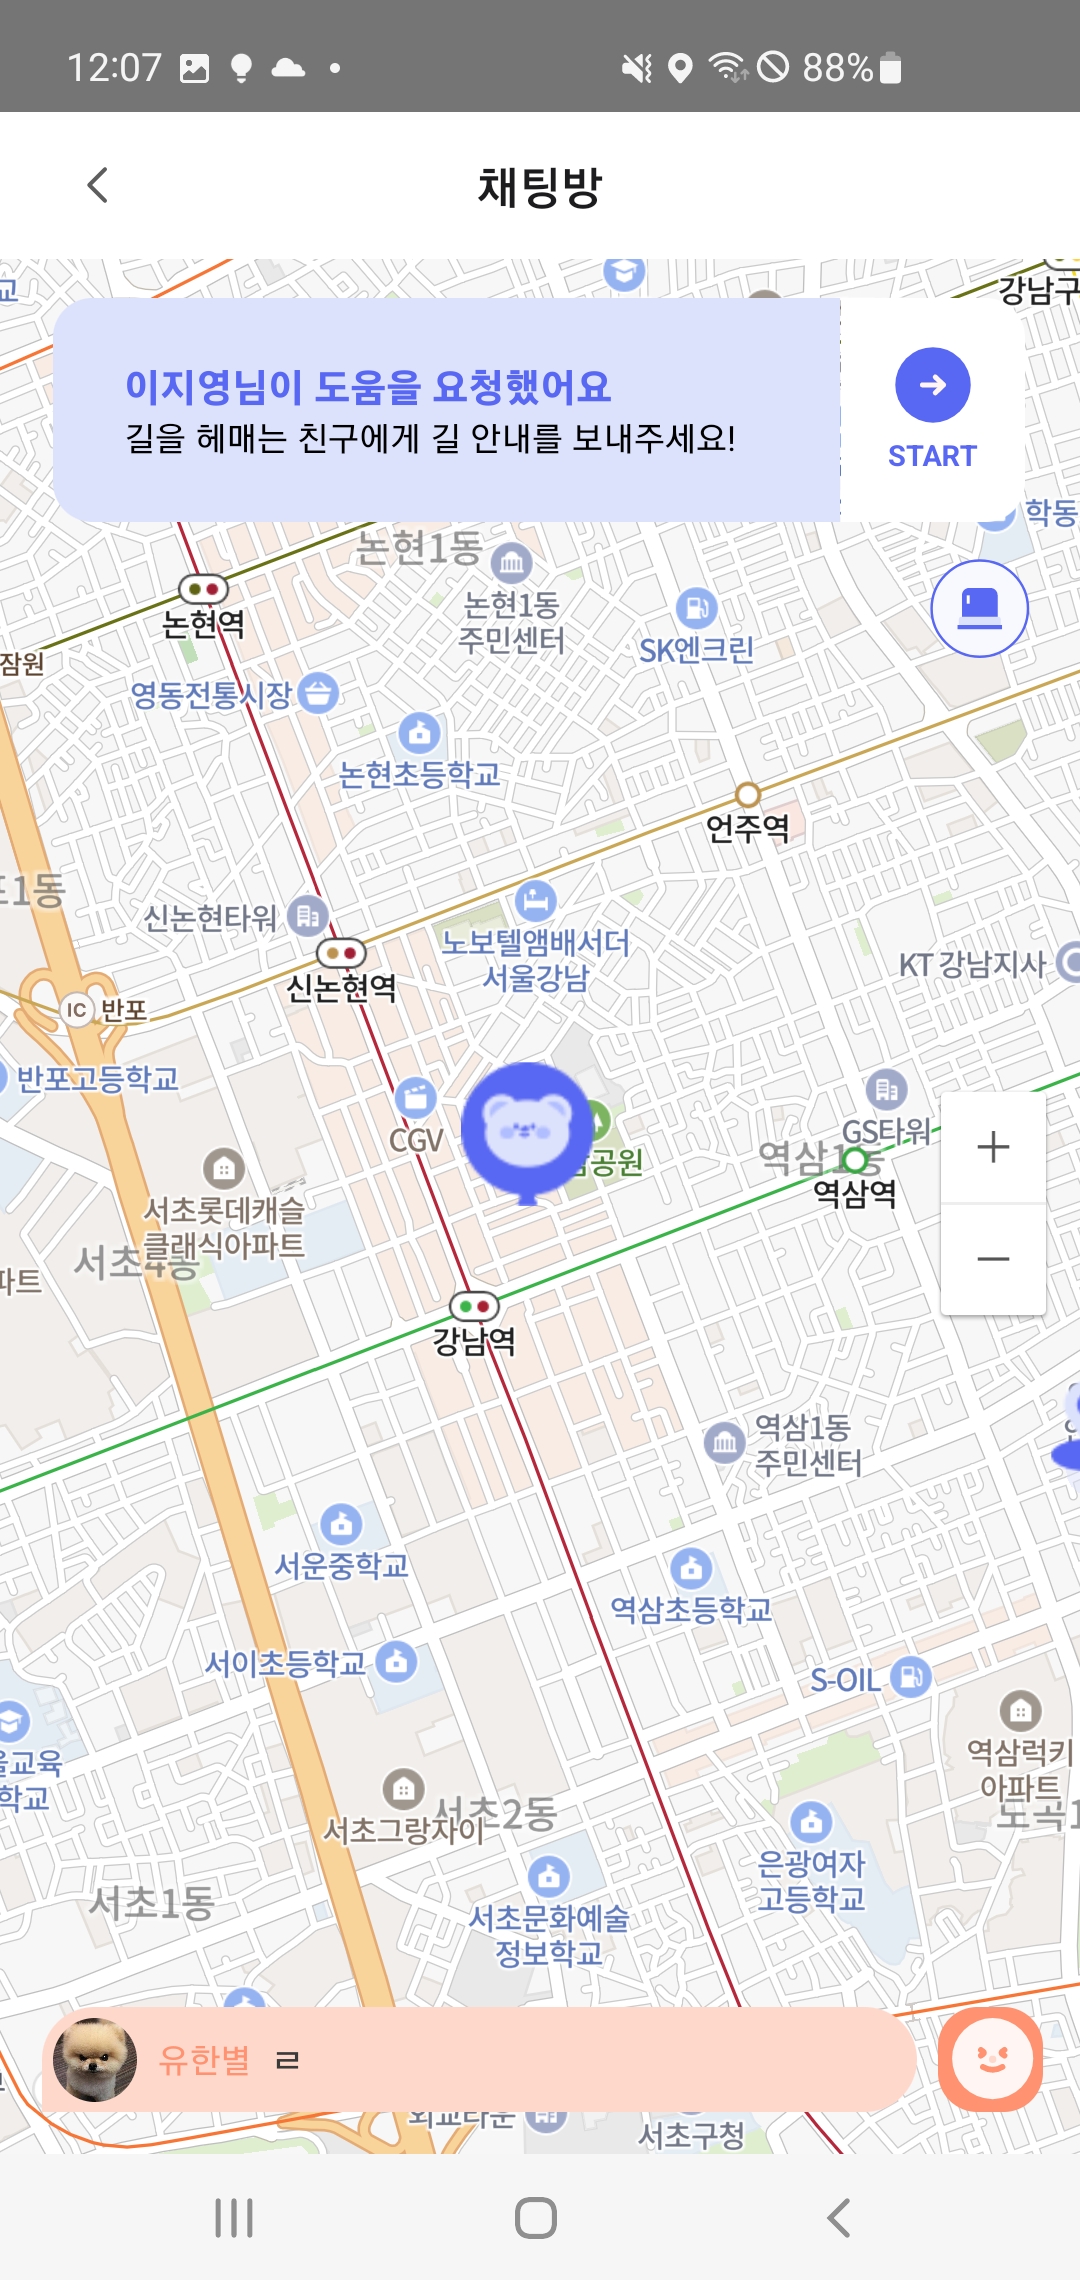 12:07
88%
채팅방
강남구
이지영님이 도움을 요청했어요
길을 헤매는 친구에게 길 안내를 보내주세요!
START
학동
논현1동
논현1동
주민센터
논현역
SK엔크린
잠원
영동전통시장
논현초등학교
언주역
1동
신논현타워
노보텔앰배서더
서울강남
KT 강남지사
신논현역
IC 반포
반포고등학교
CGV
GS타워
공원
역삼1동
역삼역
서초롯데캐슬
클래식아파트
서초4동
파트
강남역
역삼1동
주민센터
서운중학교
역삼초등학교
서이초등학교
S-OIL
교육
학교
역삼럭키
아파트
서초2동
서초그랑자이
도곡1
은광여자
고등학교
서초1동
서초문화예술
정보학교
유한별 ㄹ
외교타운
서초구청